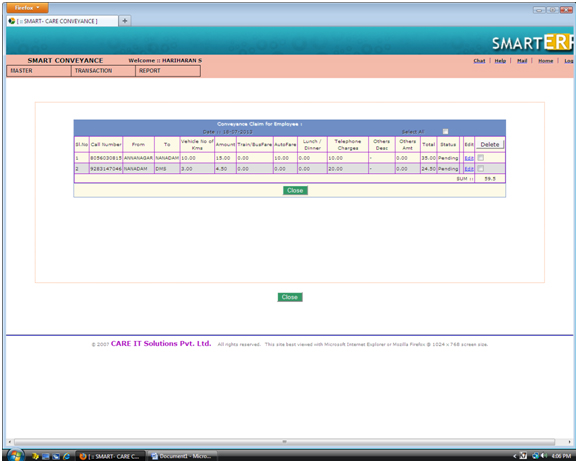 Firefox
[ :: SMART- CARE CONVEYANCE ]
+
SMART ERP
SMART CONVEYANCE Welcome :: HARIHARAN S Chat | Help | Mail | Home | Log
MASTER TRANSACTION REPORT
Conveyance Claim for Employee :
Date :: 18-07-2012 Select All
Sl.No Call Number From To Vehicle No of Kms Amount Train/BusFare AutoFare Lunch / Dinner Telephone Charges Others Desc Others Amt Total Status Edit Delete
1 8056030815 ANNANAGAR NANADAM 10.00 15.00 0.00 10.00 0.00 10.00 - 0.00 35.00 Pending Edit
2 9283147046 NANADAM DMS 3.00 4.50 0.00 0.00 0.00 20.00 - 0.00 24.50 Pending Edit
SUM :: 59.5
Close
Close
© 2007 CARE IT Solutions Pvt. Ltd. All rights reserved. This site best viewed with Microsoft Internet Explorer or Mozilla Firefox @ 1024 x 768 screen size.
[ :: SMART- CARE C... Document1 - Micro... 4:06 PM